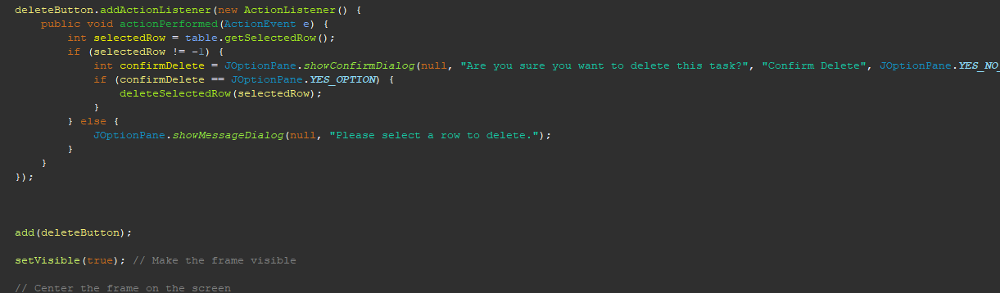 deleteButton.addActionListener(new ActionListener() {
public void actionPerformed(ActionEvent e) {
int selectedRow = table.getSelectedRow();
if (selectedRow != -1) {
int confirmDelete = JOptionPane.showConfirmDialog(null, "Are you sure you want to delete this task?", "Confirm Delete", JOptionPane.YES_NO_
if (confirmDelete == JOptionPane.YES_OPTION) {
deleteSelectedRow(selectedRow);
}
} else {
JOptionPane.showMessageDialog(null, "Please select a row to delete.");
}
}
});
add(deleteButton);
setVisible(true); // Make the frame visible
// Center the frame on the screen